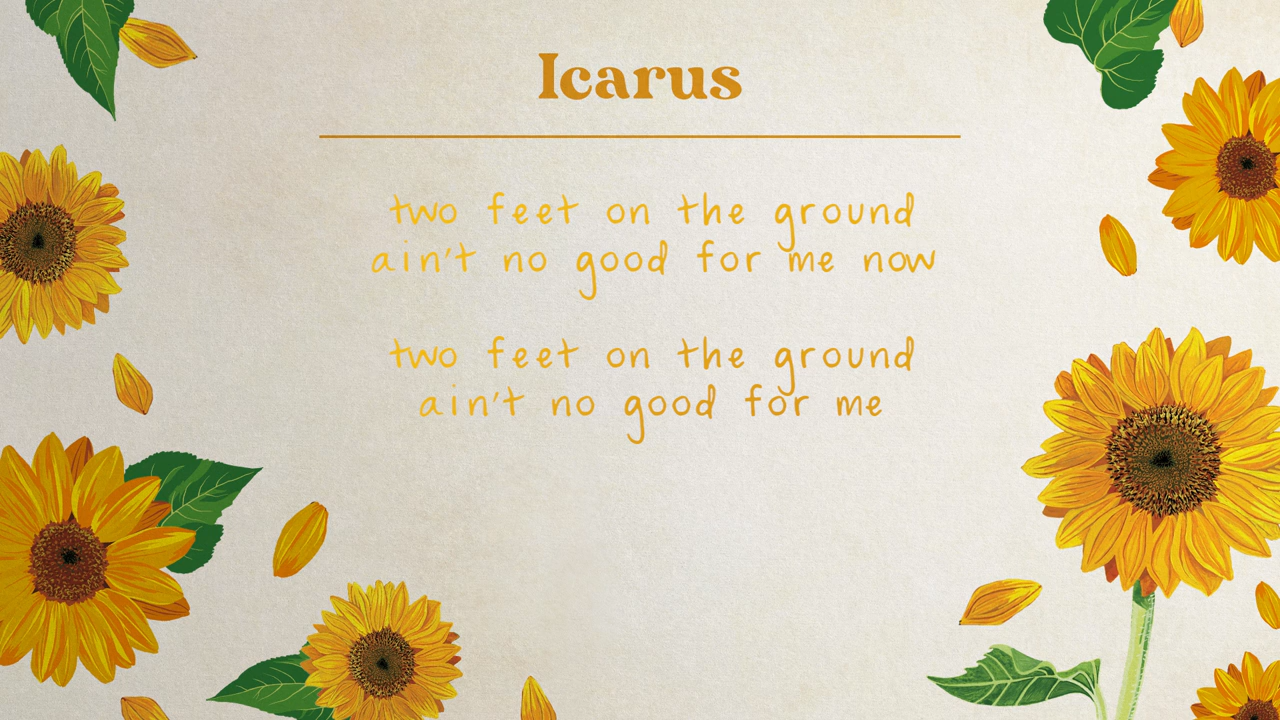 Icarus
two feet on the ground
ain't no good for me now
two feet on the ground
ain't no good for me